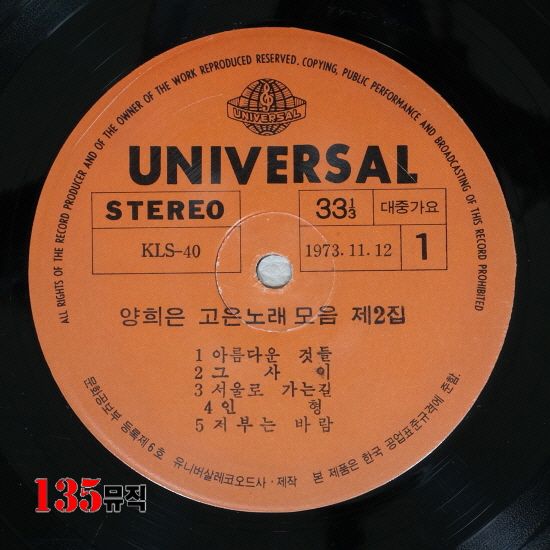 ALL RIGHTS OF THE RECORD PRODUCER AND OF THE OWNER OF THE WORK REPRODUCED RESERVED. COPYING, PUBLIC PERFORMANCE AND BROADCASTING OF THIS RECORD PROHIBITED
UNIVERSAL
UNIVERSAL
STEREO 33⅓ 대중가요
KLS-40 1973. 11. 12 1
양희은 고은노래 모음 제2집
1 아름다운 것들
2 그 사 이
3 서울로 가는길
4 인 형
5 저 부는 바람
문화공보부 등록제6호 유니버살레코오드사·제작 본 제품은 한국 공업표준규격에 준함.
135뮤직